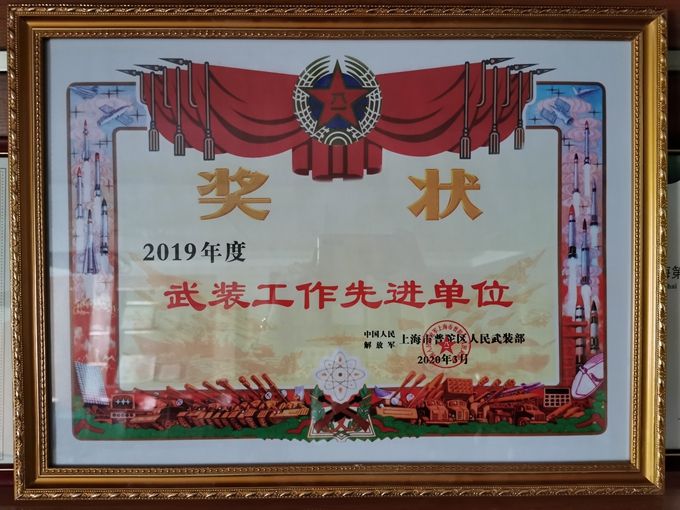 八一
奖状
2019年度
武装工作先进单位
中国人民解放军 上海市普陀区人民武装部
2020年3月